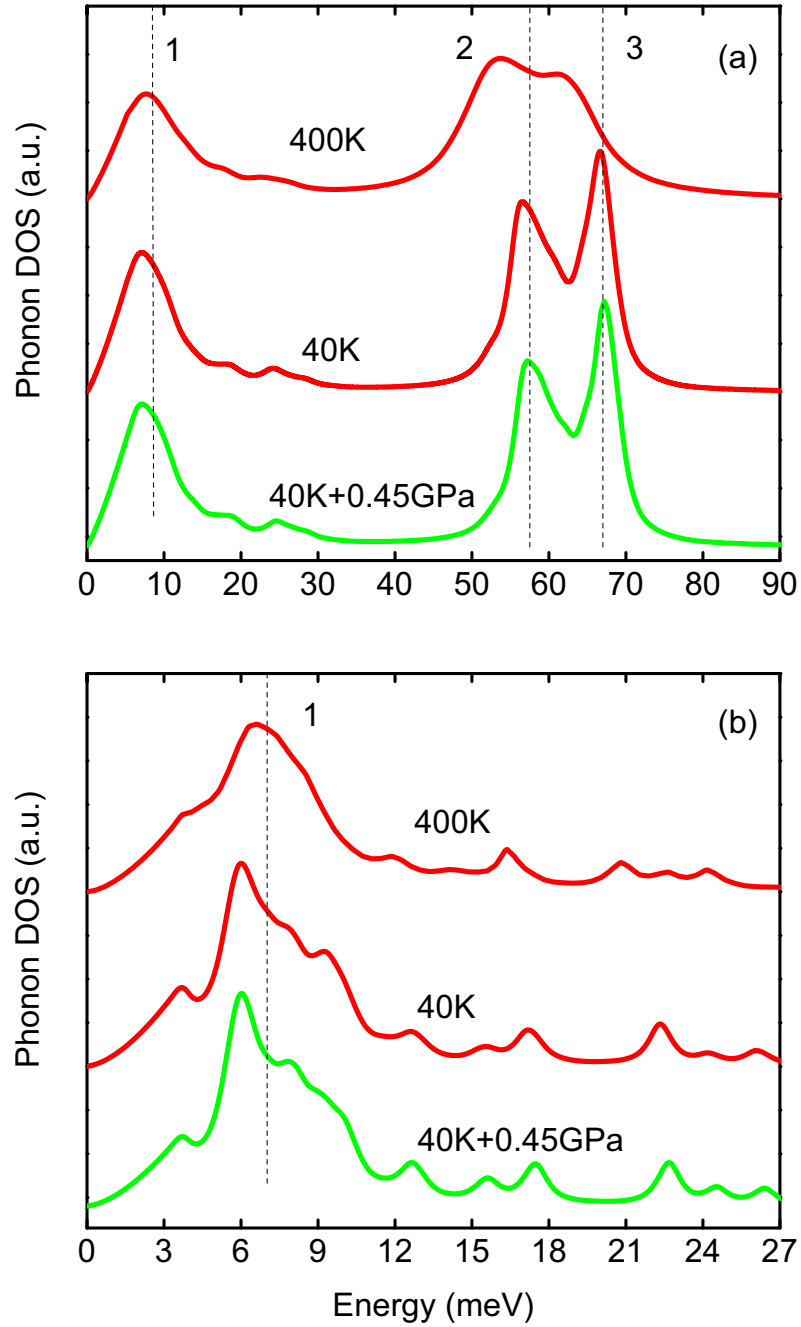 1
2
3
(a)
400K
40K
40K+0.45GPa
Phonon DOS (a.u.)
0 10 20 30 40 50 60 70 80 90
1
(b)
400K
40K
40K+0.45GPa
Phonon DOS (a.u.)
0 3 6 9 12 15 18 21 24 27
Energy (meV)